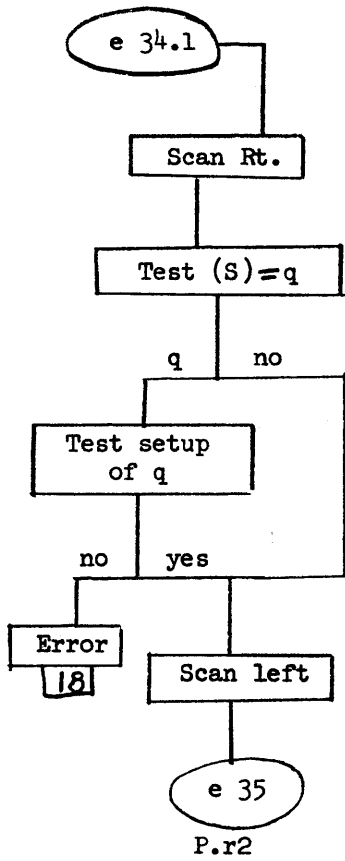 e 34.1
Scan Rt.
Test (S)=q
q no
Test setup
of q
no yes
Error
18
Scan left
e 35
P.r2